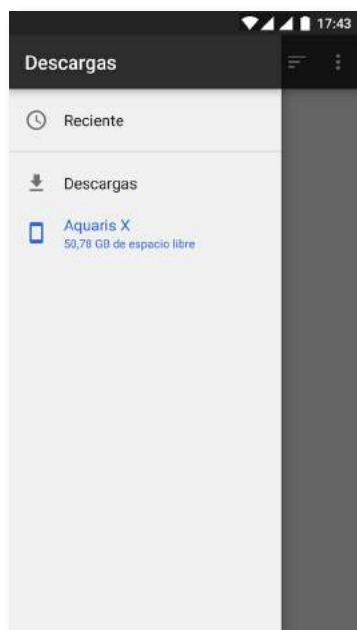 17:43
Descargas
Reciente
Descargas
Aquaris X
50,78 GB de espacio libre